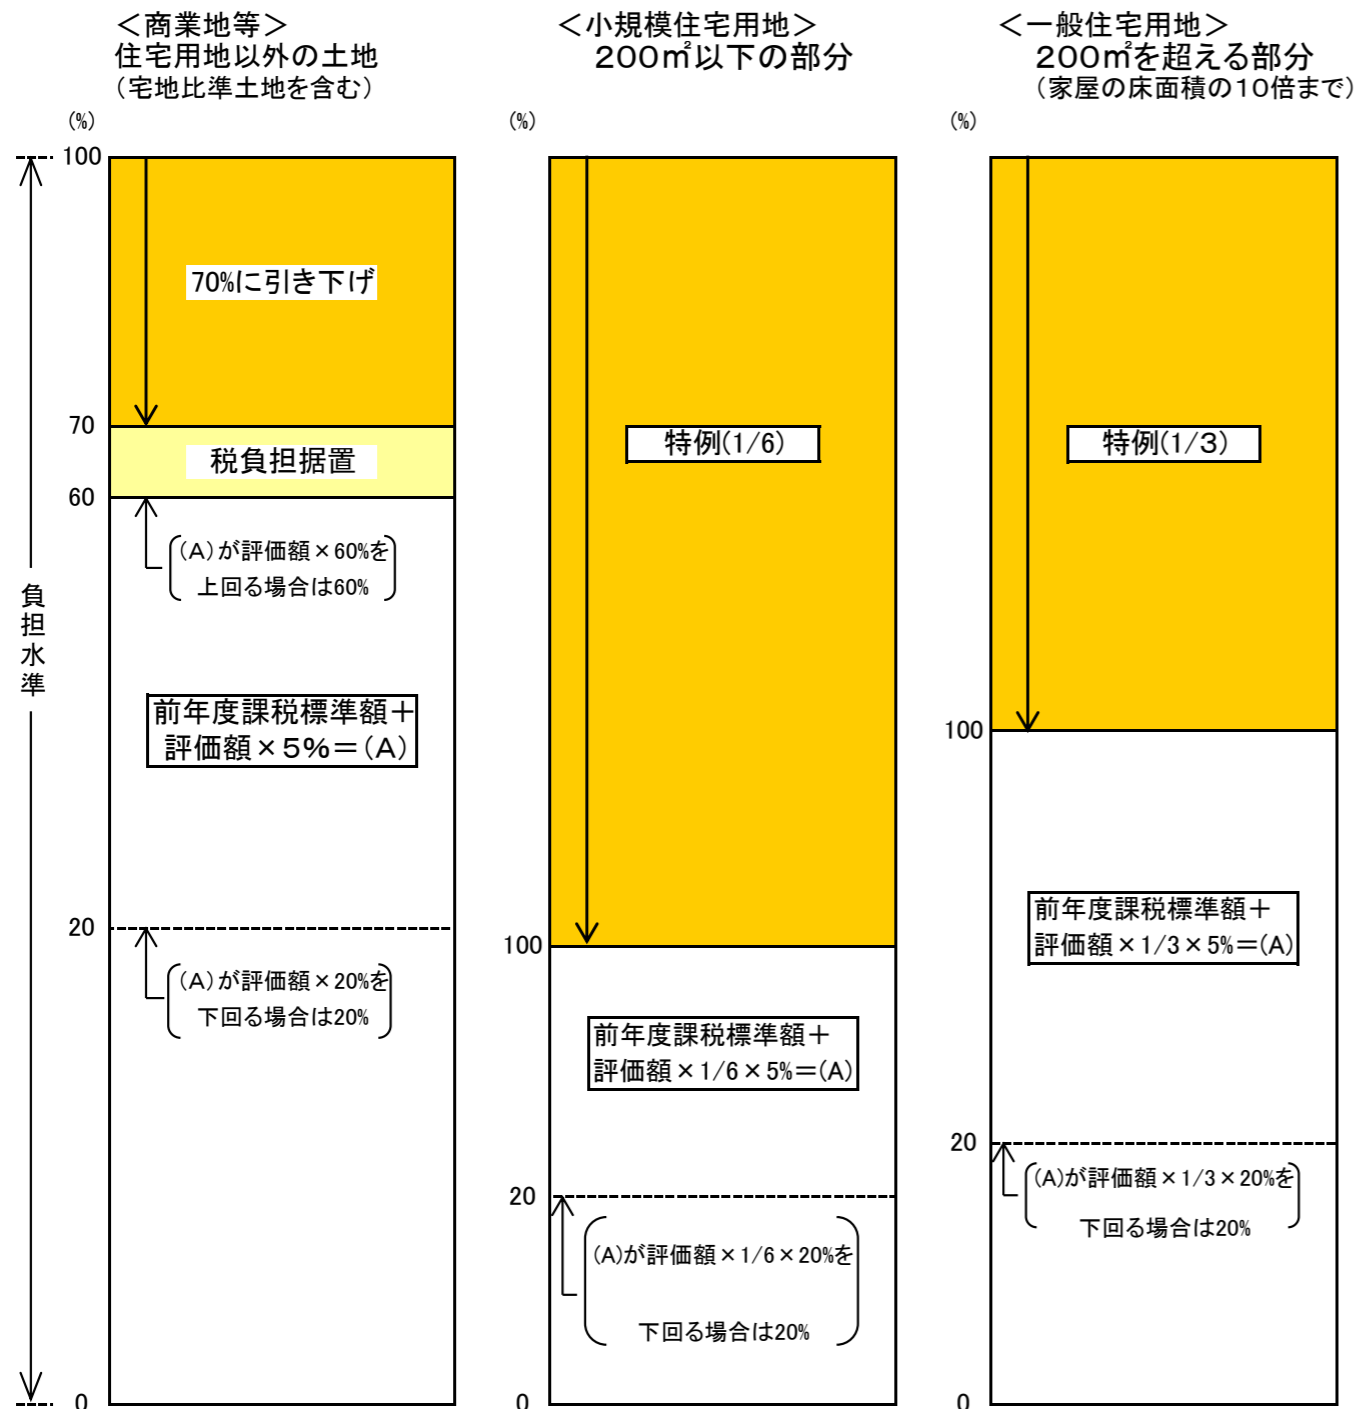 ＜商業地等＞
住宅用地以外の土地
（宅地比準土地を含む）
(%)
100
70%に引き下げ
70
税負担据置
60
（A）が評価額×60%を
上回る場合は60%
負担水準
前年度課税標準額＋
評価額×5%＝（A）
20
（A）が評価額×20%を
下回る場合は20%
0
＜小規模住宅用地＞
200㎡以下の部分
(%)
特例(1/6)
100
前年度課税標準額＋
評価額×1/6×5%＝(A)
20
(A)が評価額×1/6×20%を
下回る場合は20%
0
＜一般住宅用地＞
200㎡を超える部分
（家屋の床面積の10倍まで）
(%)
特例(1/3)
100
前年度課税標準額＋
評価額×1/3×5%＝(A)
20
(A)が評価額×1/3×20%を
下回る場合は20%
0